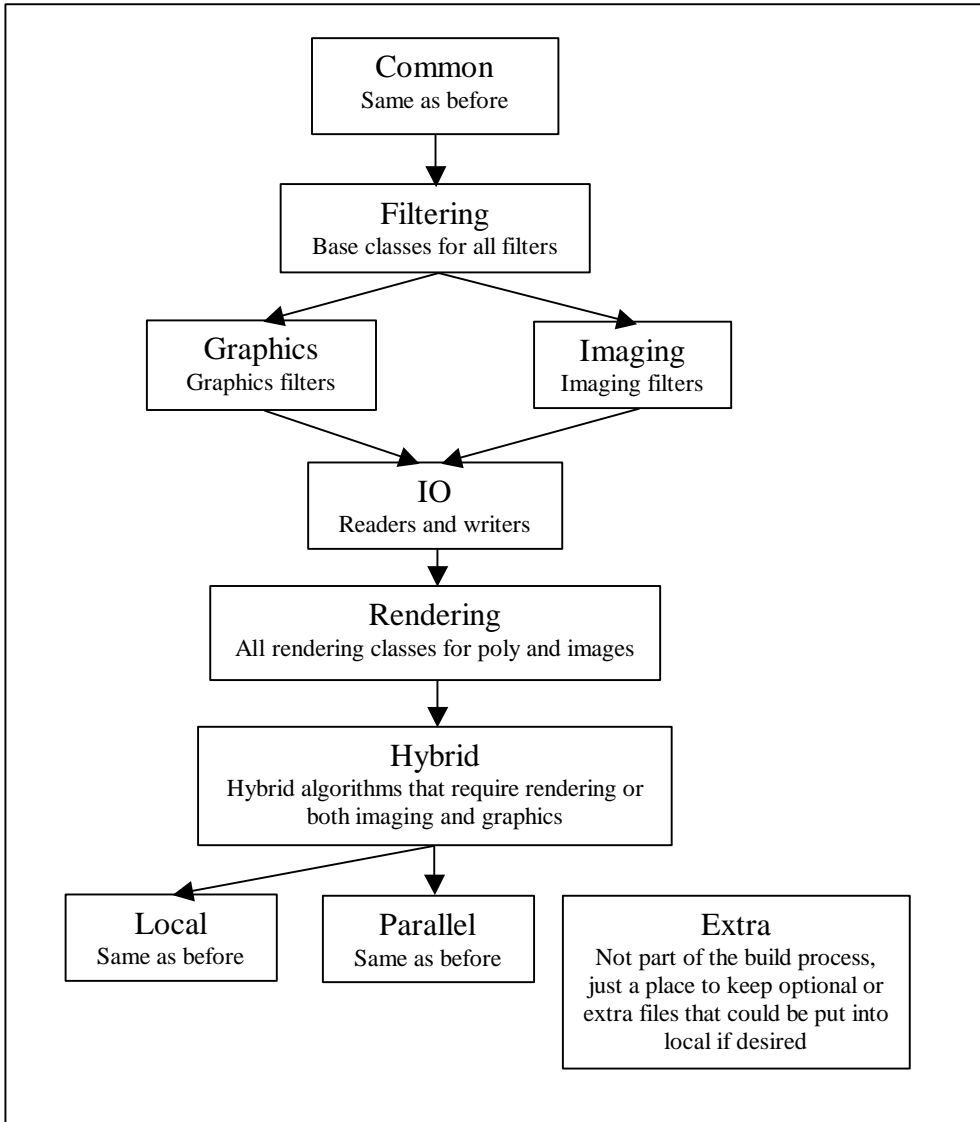 Common
Same as before
Filtering
Base classes for all filters
Graphics
Graphics filters
Imaging
Imaging filters
IO
Readers and writers
Rendering
All rendering classes for poly and images
Hybrid
Hybrid algorithms that require rendering or
both imaging and graphics
Local
Same as before
Parallel
Same as before
Extra
Not part of the build process,
just a place to keep optional or
extra files that could be put into
local if desired